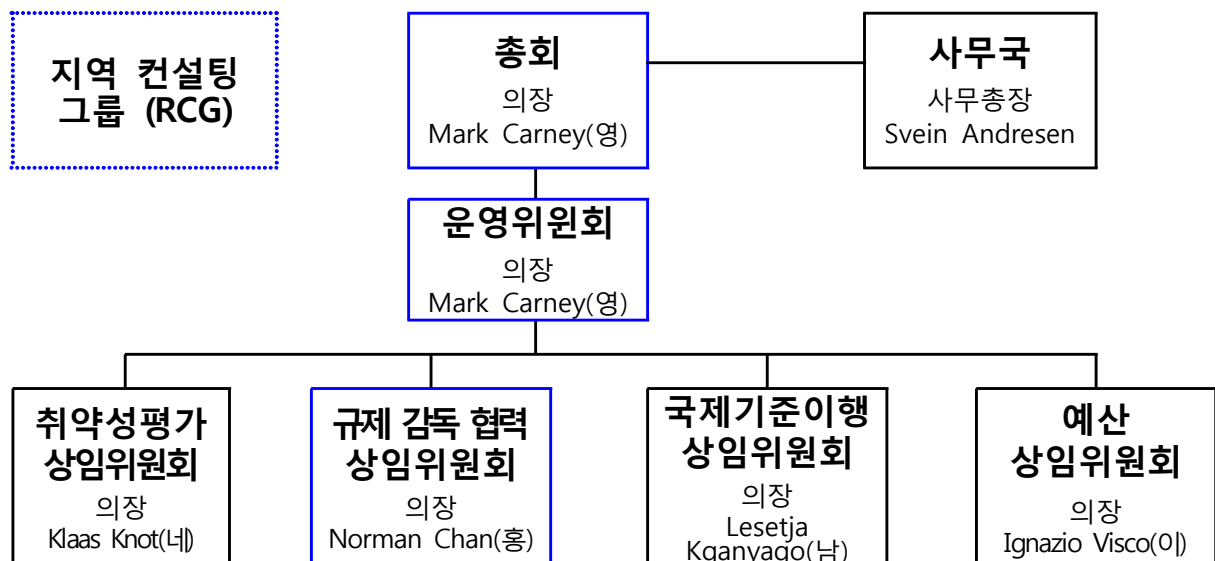 지역 컨설팅
그룹 (RCG)
총회
의장
Mark Carney(영)
사무국
사무총장
Svein Andresen
운영위원회
의장
Mark Carney(영)
취약성평가
상임위원회
의장
Klaas Knot(네)
규제 감독 협력
상임위원회
의장
Norman Chan(홍)
국제기준이행
상임위원회
의장
Lesetja
Kganyago(남)
예산
상임위원회
의장
Ignazio Visco(이)